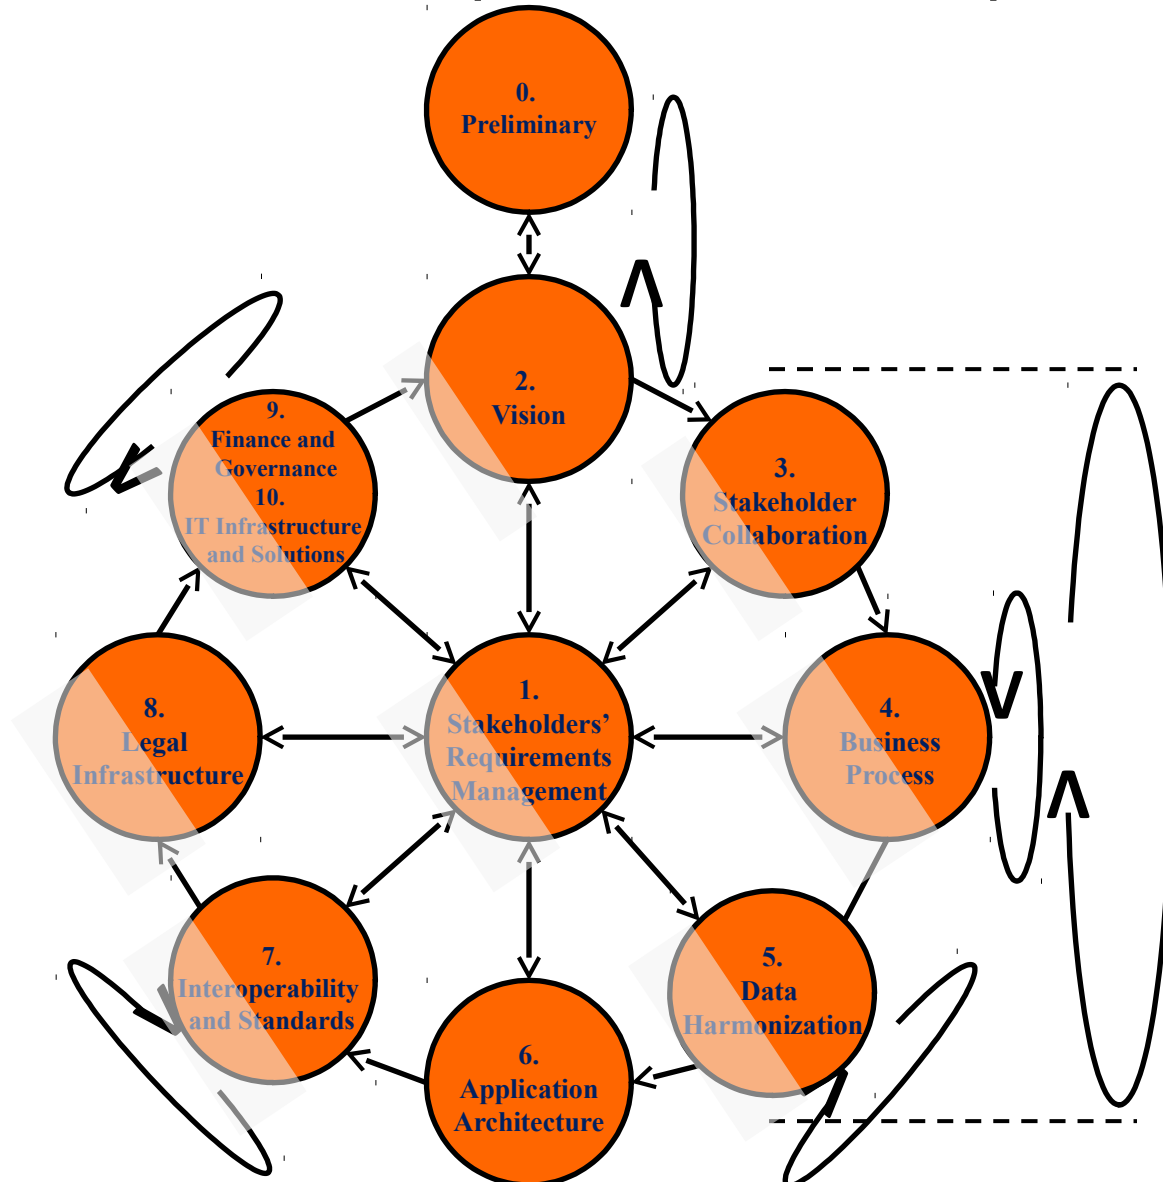 0.
Preliminary
2.
Vision
9.
Finance and
Governance
10.
IT Infrastructure
and Solutions
3.
Stakeholder
Collaboration
8.
Legal
Infrastructure
1.
Stakeholders’
Requirements
Management
4.
Business
Process
7.
Interoperability
and Standards
5.
Data
Harmonization
6.
Application
Architecture